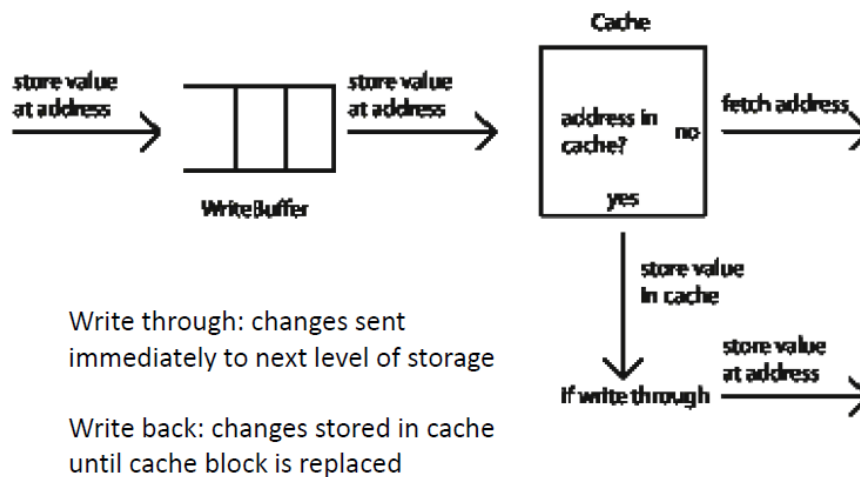 Cache
store value
at address
store value
at address
address in
cache?
no
yes
fetch address
WriteBuffer
store value
in cache
Write through: changes sent
immediately to next level of storage
if write through
store value
at address
Write back: changes stored in cache
until cache block is replaced